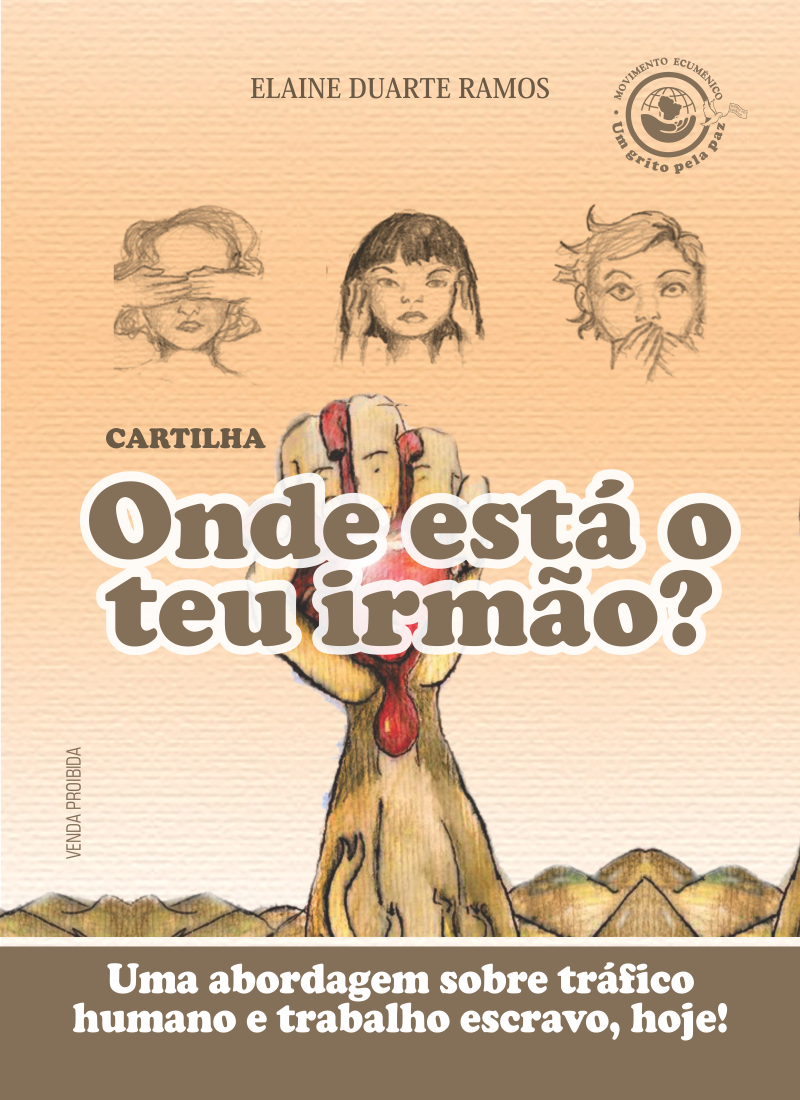 ELAINE DUARTE RAMOS
MOVIMENTO ECUMÊNICO
• Um grito pela paz •
CARTILHA
Onde está o
teu irmão?
VENDA PROIBIDA
Uma abordagem sobre tráfico
humano e trabalho escravo, hoje!